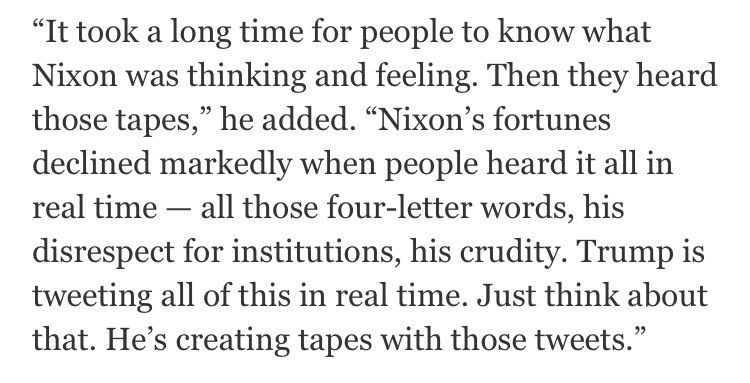 “It took a long time for people to know what
Nixon was thinking and feeling. Then they heard
those tapes,” he added. “Nixon’s fortunes
declined markedly when people heard it all in
real time — all those four-letter words, his
disrespect for institutions, his crudity. Trump is
tweeting all of this in real time. Just think about
that. He’s creating tapes with those tweets.”